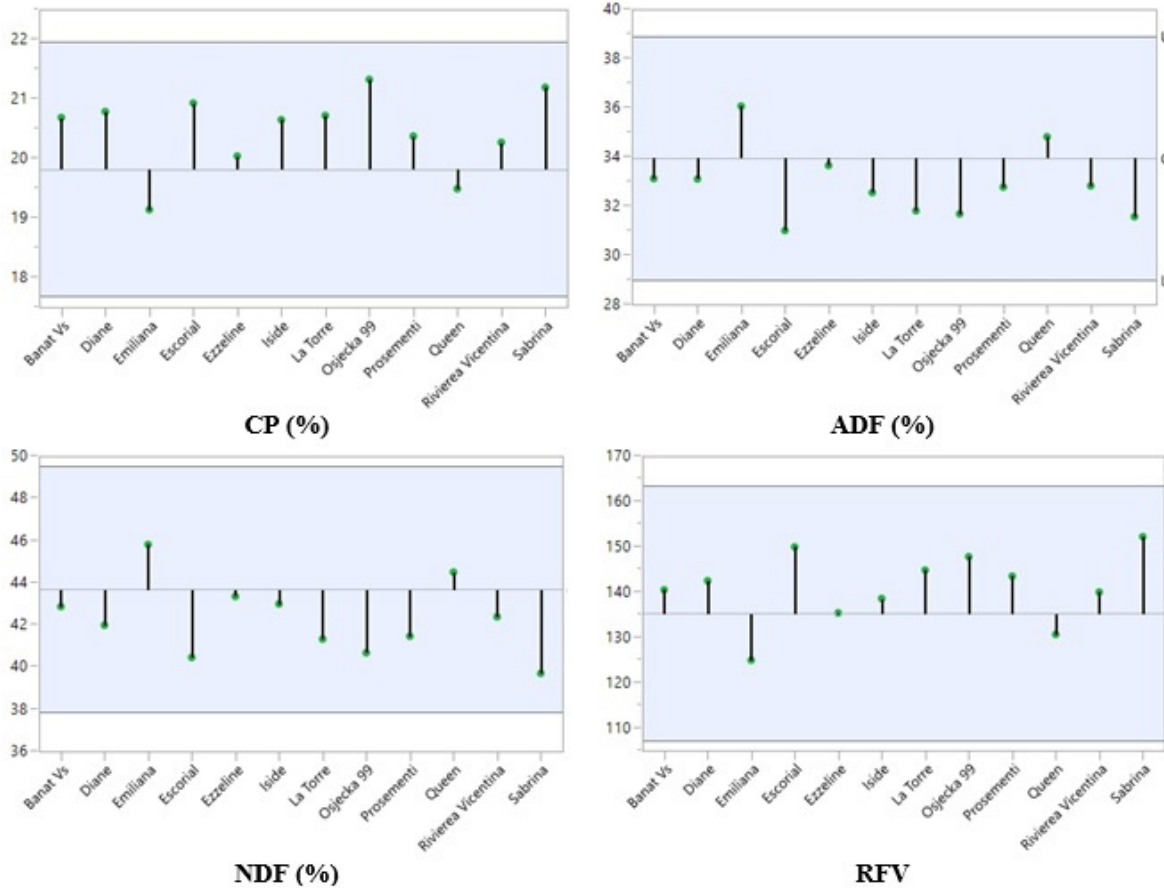 22
21
20
19
18
Banat Vs
Diane
Emiliana
Escorial
Ezzeline
Iside
La Torre
Osjecka 99
Prosementi
Queen
Rivierea Vicentina
Sabrina
CP (%)
40
38
36
34
32
30
28
Banat Vs
Diane
Emiliana
Escorial
Ezzeline
Iside
La Torre
Osjecka 99
Prosementi
Queen
Rivierea Vicentina
Sabrina
ADF (%)
50
48
46
44
42
40
38
36
Banat Vs
Diane
Emiliana
Escorial
Ezzeline
Iside
La Torre
Osjecka 99
Prosementi
Queen
Rivierea Vicentina
Sabrina
NDF (%)
170
160
150
140
130
120
110
Banat Vs
Diane
Emiliana
Escorial
Ezzeline
Iside
La Torre
Osjecka 99
Prosementi
Queen
Rivierea Vicentina
Sabrina
RFV